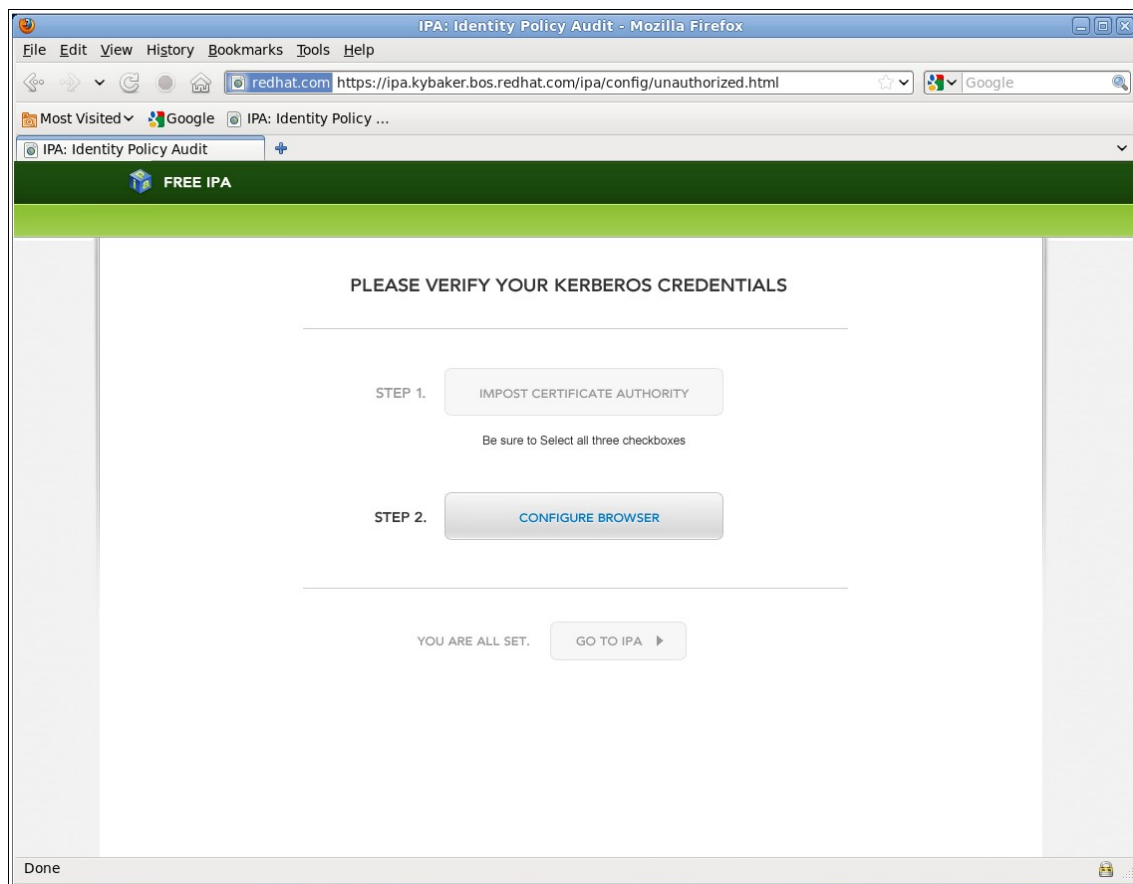 IPA: Identity Policy Audit - Mozilla Firefox
File Edit View History Bookmarks Tools Help
redhat.com https://ipa.kybaker.bos.redhat.com/ipa/config/unauthorized.html
Google
Most Visited Google IPA: Identity Policy ...
IPA: Identity Policy Audit
FREE IPA
PLEASE VERIFY YOUR KERBEROS CREDENTIALS
STEP 1. IMPOST CERTIFICATE AUTHORITY
Be sure to Select all three checkboxes
STEP 2. CONFIGURE BROWSER
YOU ARE ALL SET. GO TO IPA
Done